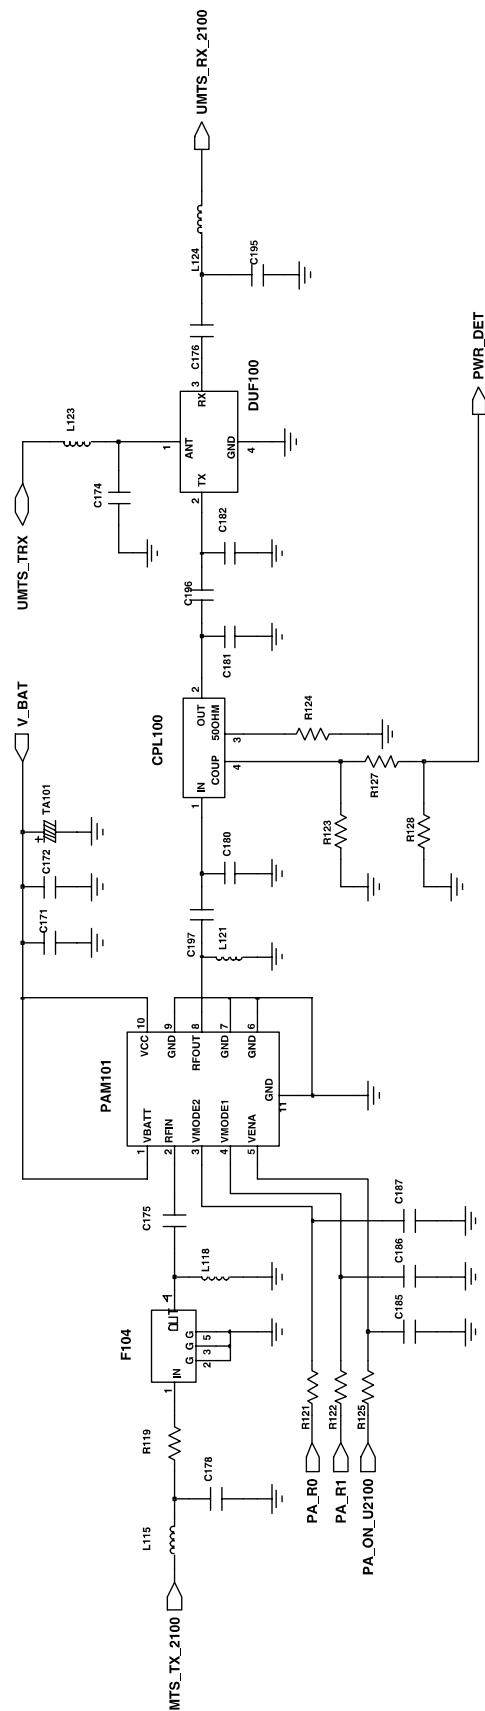 UMTS_RX_2100
L124
C195
C176
3
RX
DUF100
1
ANT
TX
GND
4
2
L123
C174
UMTS_TRX
PWR_DET
C182
C196
C181
2
CPL100
OUT
50OHM
3
R124
COUP
4
IN
1
R127
R123
R128
V_BAT
TA101
+
C172
C171
C180
C197
L121
PAM101
VCC
10
GND
9
RFOUT
8
GND
7
GND
6
GND
11
1
VBATT
2
RFIN
3
VMODE2
4
VMODE1
5
VENA
C175
L118
C187
C186
C185
F104
OUT
4
G
G
G
2
3
5
IN
1
R119
C178
L115
MTS_TX_2100
R121
R122
R125
PA_R0
PA_R1
PA_ON_U2100